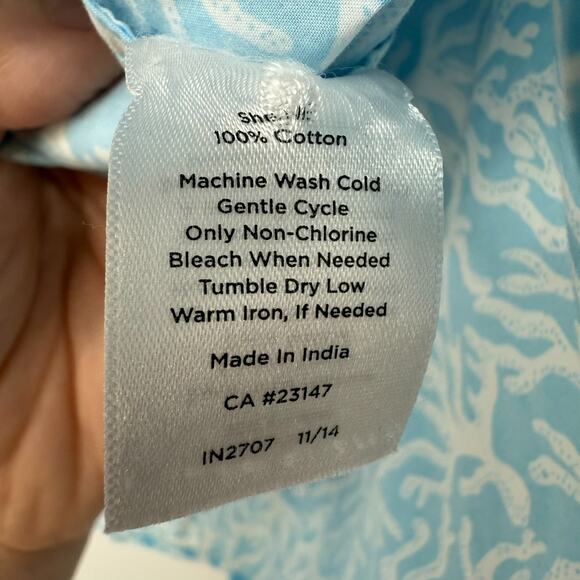 100% Cotton
Machine Wash Cold
Gentle Cycle
Only Non-Chlorine
Bleach When Needed
Tumble Dry Low
Warm Iron, If Needed
Made In India
CA #23147
IN2707 11/14